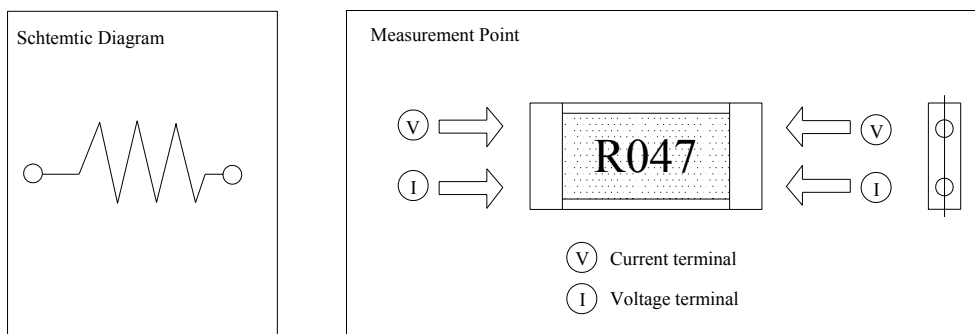 Schtemtic Diagram
Measurement Point
V
V
R047
I
I
V Current terminal
I Voltage terminal